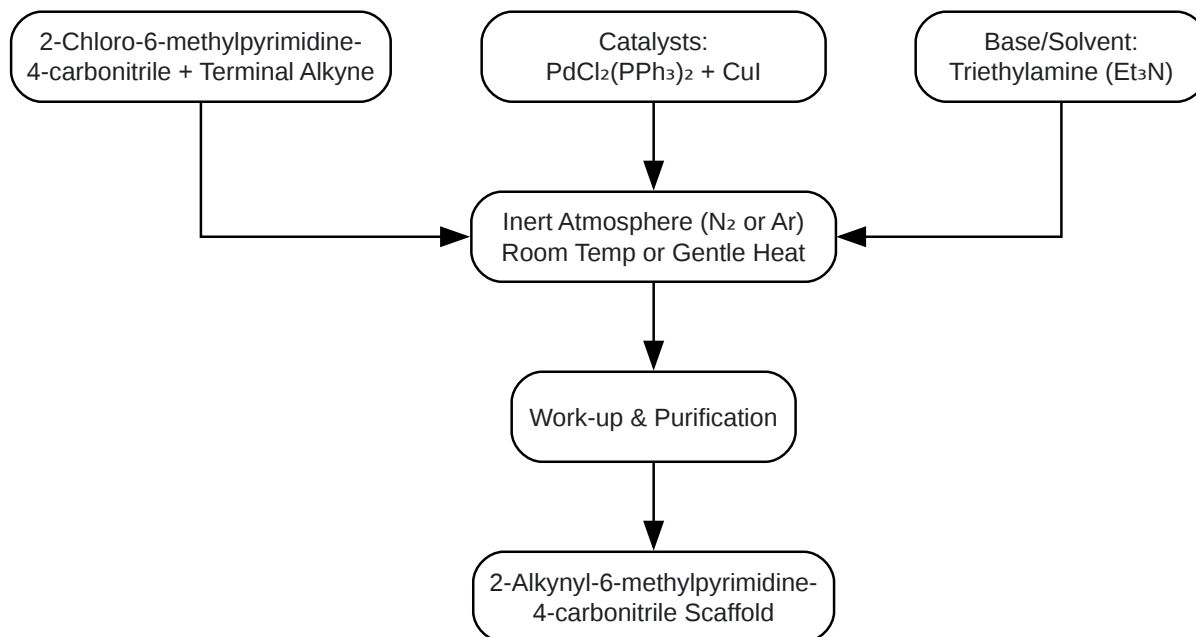 2-Chloro-6-methylpyrimidine-
4-carbonitrile + Terminal Alkyne
Catalysts:
PdCl₂(PPh₃)₂ + CuI
Base/Solvent:
Triethylamine (Et₃N)
Inert Atmosphere (N₂ or Ar)
Room Temp or Gentle Heat
Work-up & Purification
2-Alkynyl-6-methylpyrimidine-
4-carbonitrile Scaffold